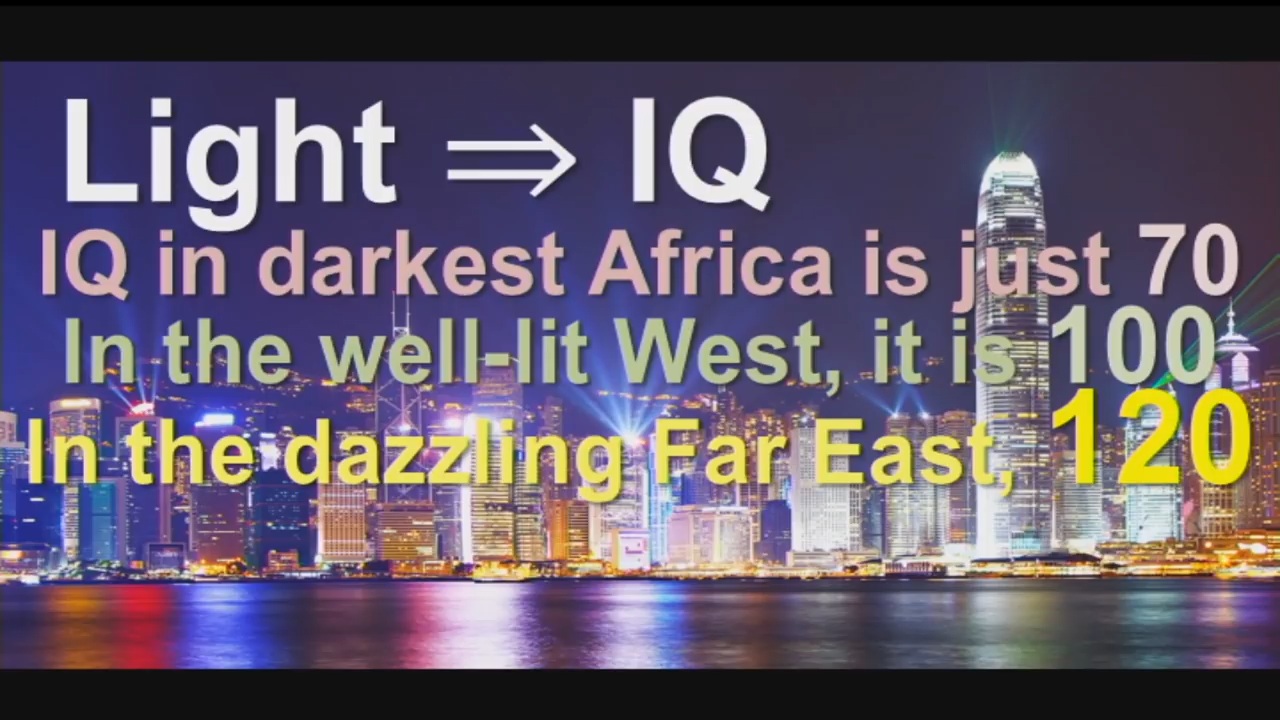 Light ⇒ IQ
IQ in darkest Africa is just 70
In the well-lit West, it is 100
In the dazzling Far East, 120